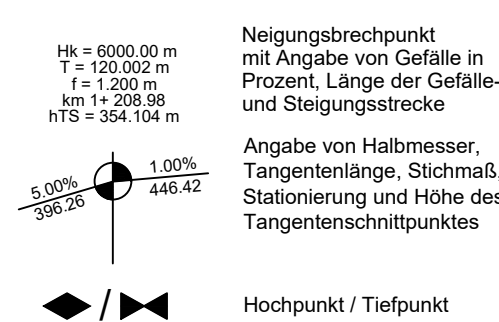 Hk = 6000.00 m
T = 120.002 m
f = 1.200 m
km 1+ 208.98
hTS = 354.104 m
Neigungsbrechpunkt
mit Angabe von Gefälle in
Prozent, Länge der Gefälle-
und Steigungsstrecke
Angabe von Halbmesser,
Tangentenlänge, Stichmaß,
Stationierung und Höhe des
Tangentenschnittpunktes
5.00%
396.26
1.00%
446.42
/
Hochpunkt / Tiefpunkt